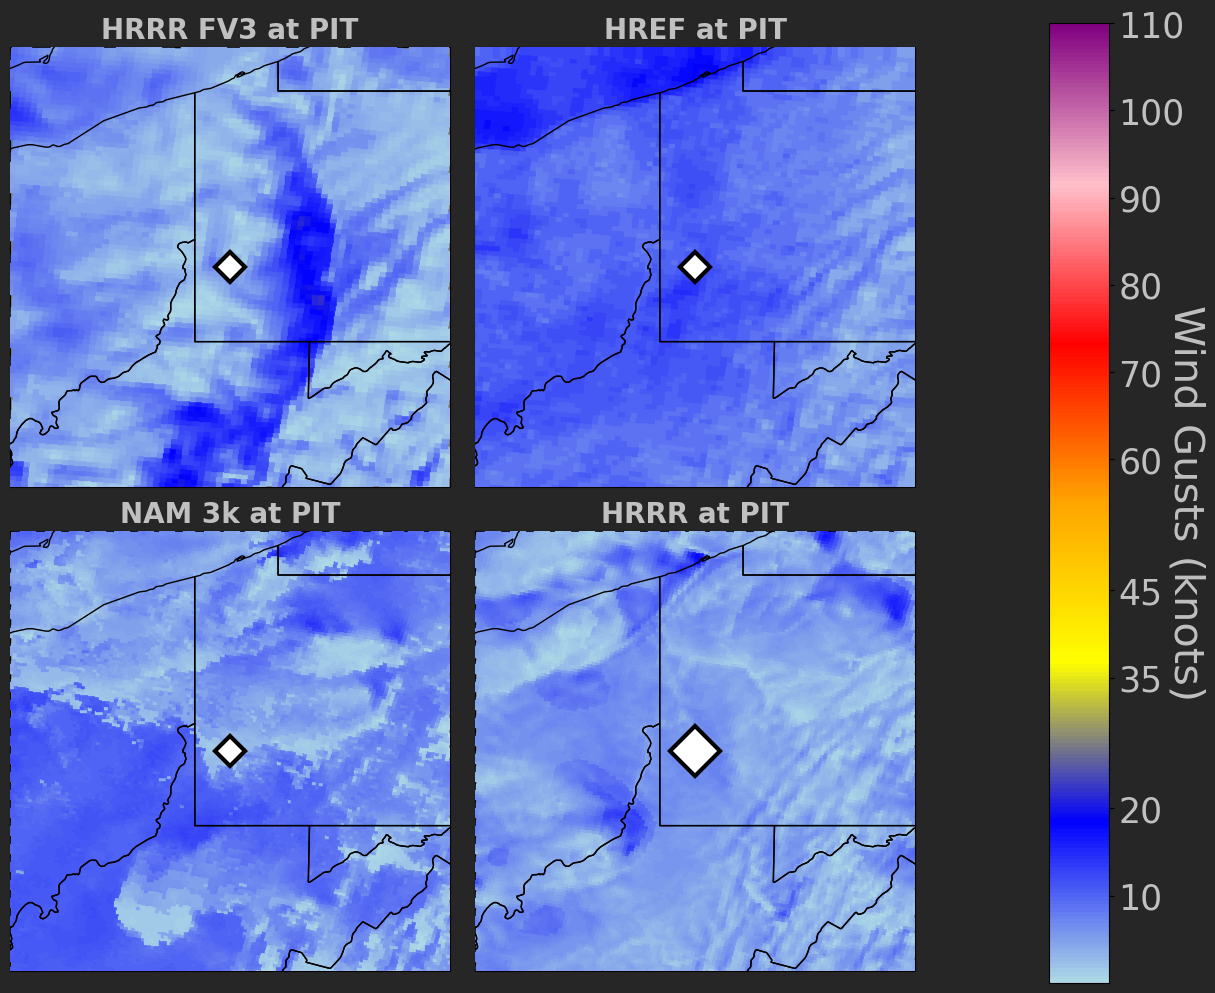 HRRR FV3 at PIT
HREF at PIT
NAM 3k at PIT
HRRR at PIT
110
100
90
80
70
60
45
35
20
10
Wind Gusts (knots)